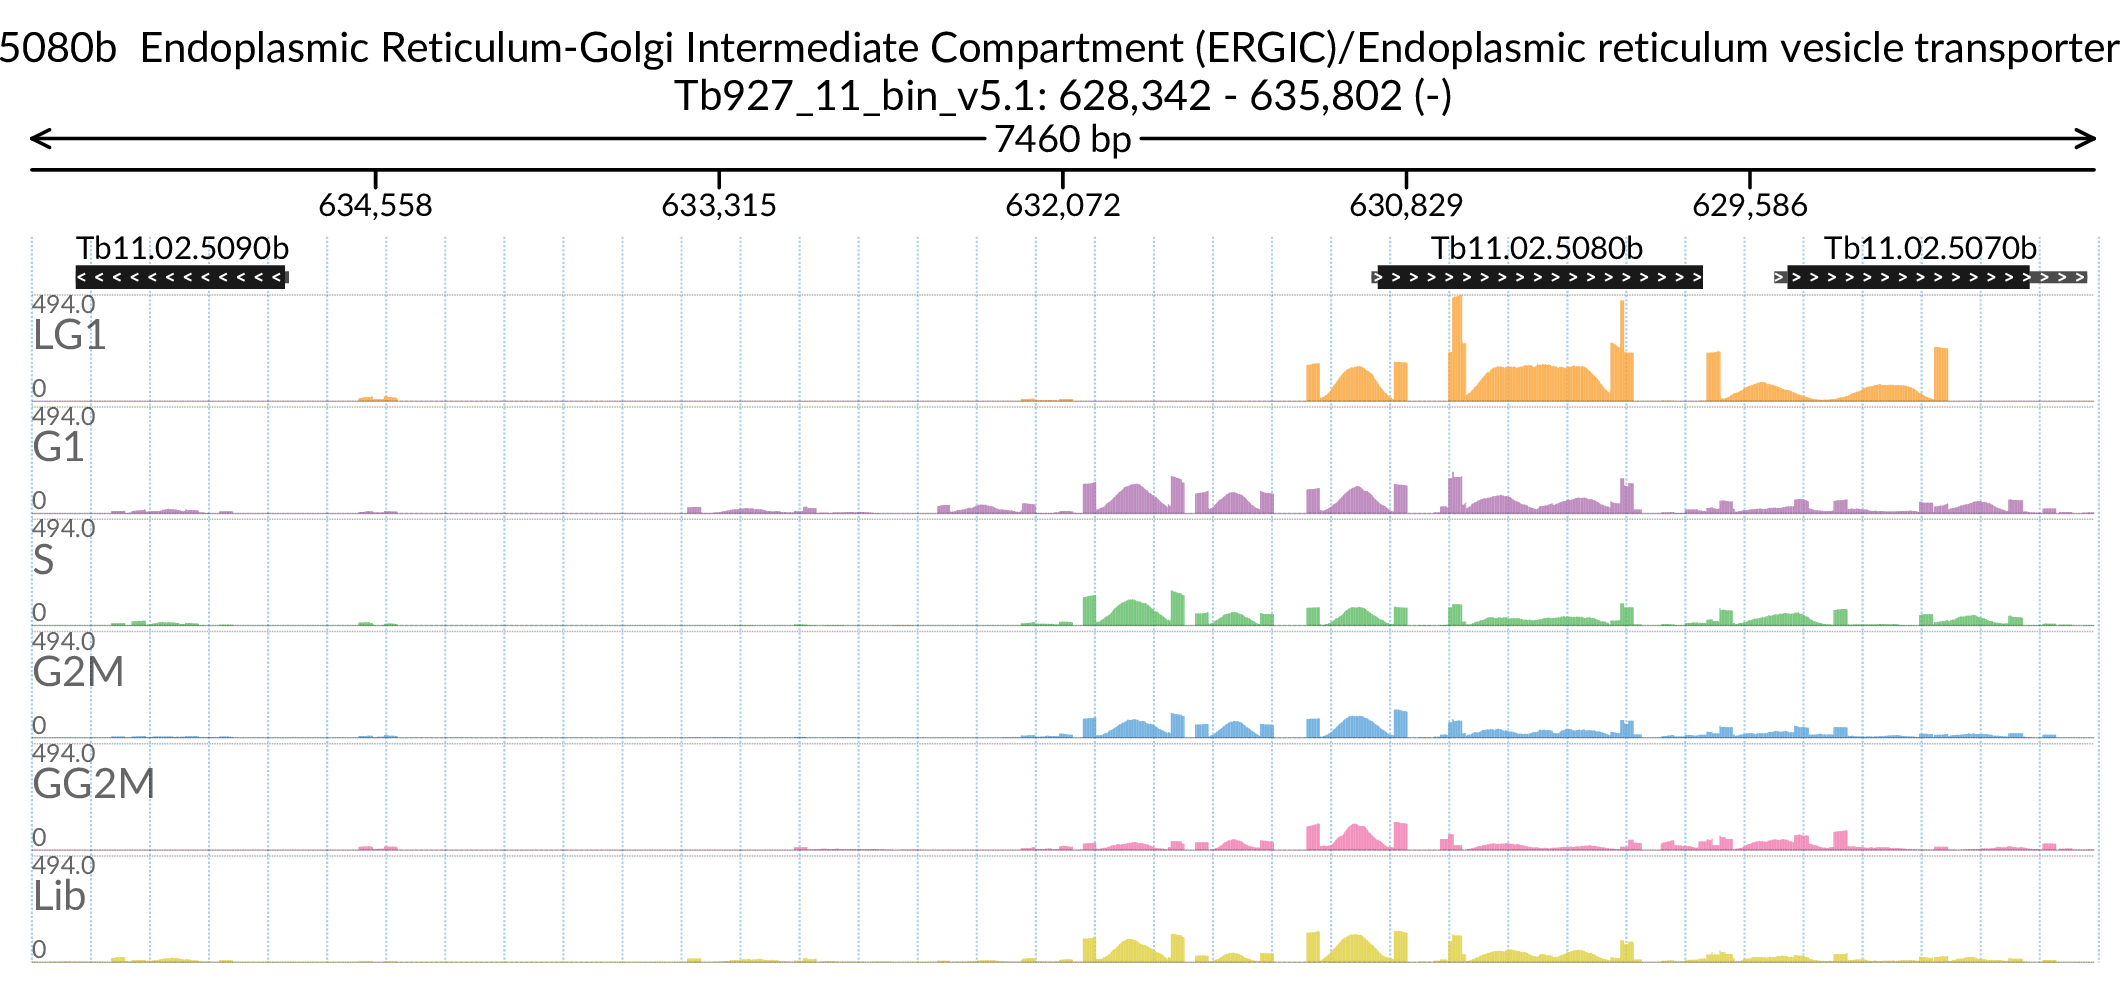 5080b Endoplasmic Reticulum-Golgi Intermediate Compartment (ERGIC)/Endoplasmic reticulum vesicle transporter
Tb927_11_bin_v5.1: 628,342 - 635,802 (-)
7460 bp
634,558 633,315 632,072 630,829 629,586
Tb11.02.5090b Tb11.02.5080b Tb11.02.5070b
494.0
LG1
0
494.0
G1
0
494.0
S
0
494.0
G2M
0
494.0
GG2M
0
494.0
Lib
0